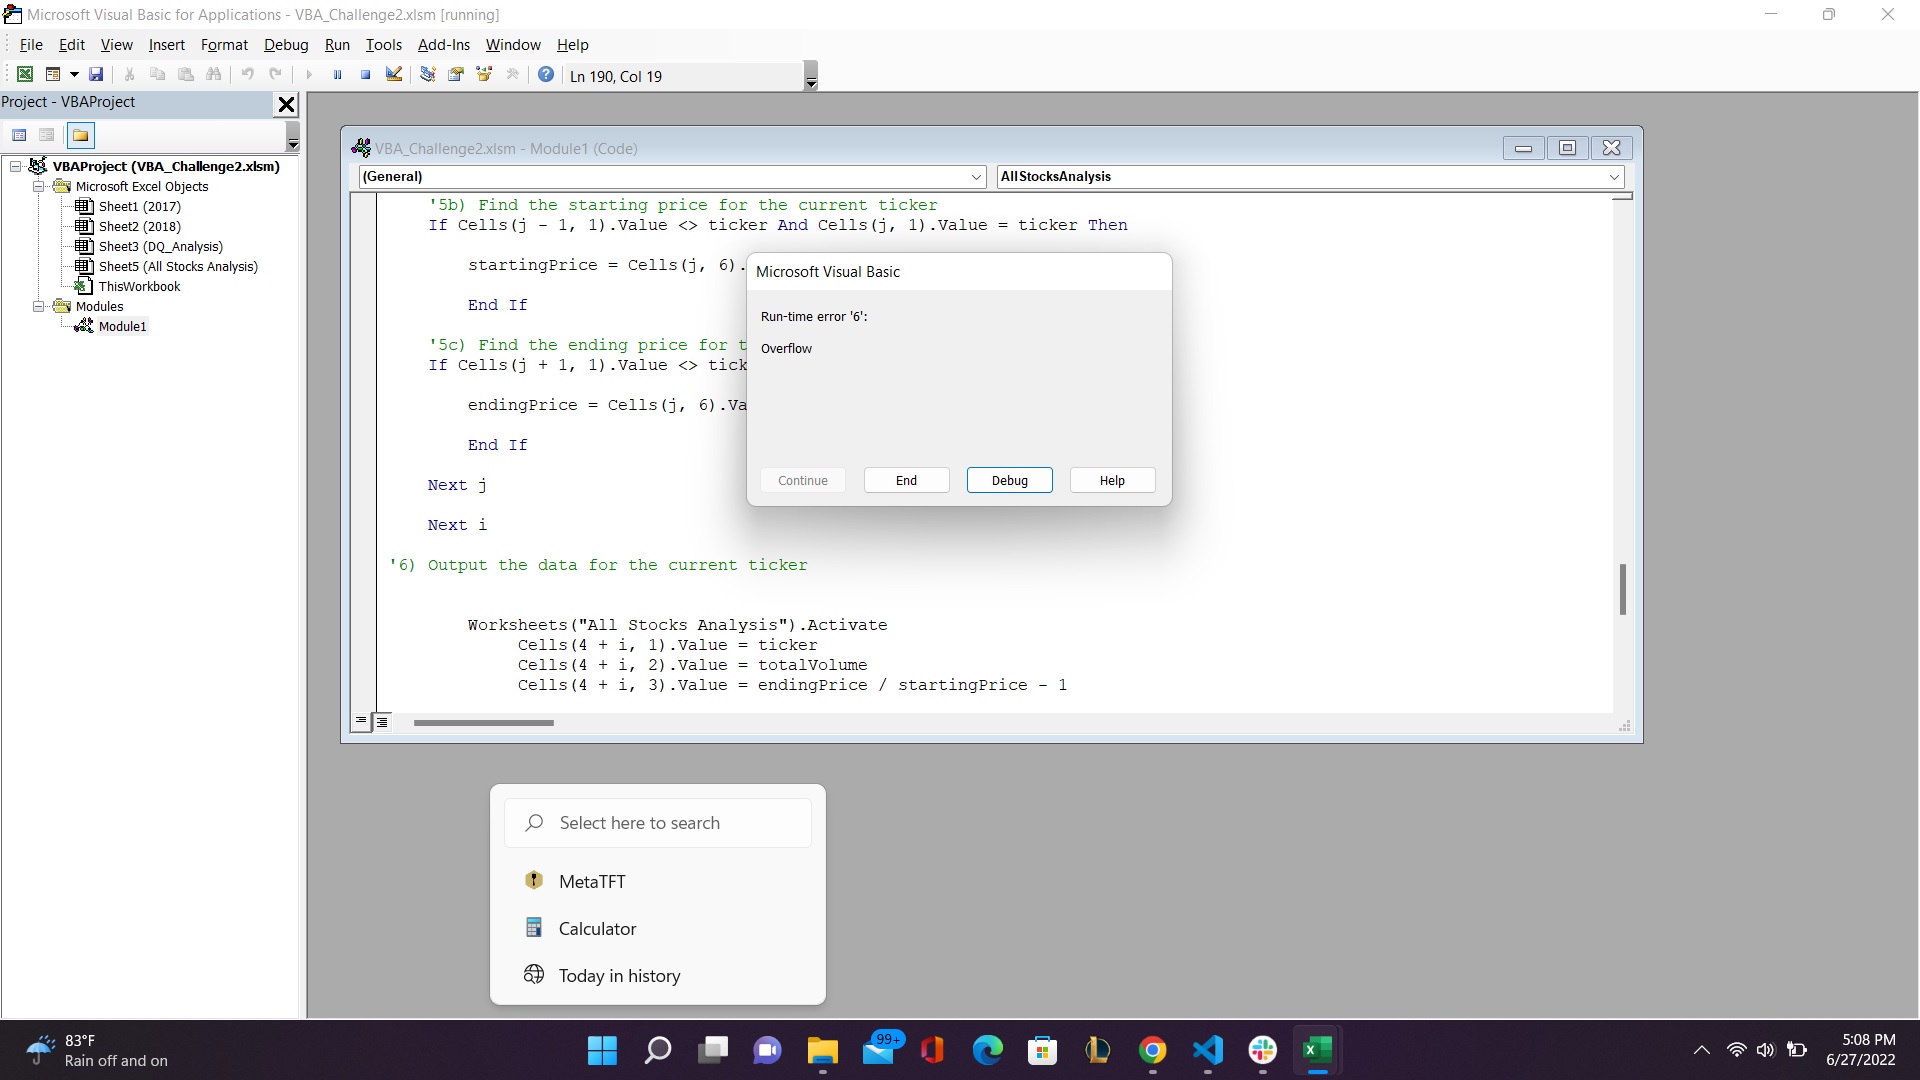 Microsoft Visual Basic for Applications - VBA_Challenge2.xlsm [running]
File Edit View Insert Format Debug Run Tools Add-Ins Window Help
Ln 190, Col 19
Project - VBAProject
VBAProject (VBA_Challenge2.xlsm)
Microsoft Excel Objects
Sheet1 (2017)
Sheet2 (2018)
Sheet3 (DQ_Analysis)
Sheet5 (All Stocks Analysis)
ThisWorkbook
Modules
Module1
VBA_Challenge2.xlsm - Module1 (Code)
(General) AllStocksAnalysis
'5b) Find the starting price for the current ticker
If Cells(j - 1, 1).Value <> ticker And Cells(j, 1).Value = ticker Then
startingPrice = Cells(j, 6).
End If
'5c) Find the ending price for t
If Cells(j + 1, 1).Value <> tick
endingPrice = Cells(j, 6).Va
End If
Next j
Next i
'6) Output the data for the current ticker
Worksheets("All Stocks Analysis").Activate
Cells(4 + i, 1).Value = ticker
Cells(4 + i, 2).Value = totalVolume
Cells(4 + i, 3).Value = endingPrice / startingPrice - 1
Microsoft Visual Basic
Run-time error '6':
Overflow
Continue End Debug Help
Select here to search
MetaTFT
Calculator
Today in history
83°F
Rain off and on
99+
5:08 PM
6/27/2022